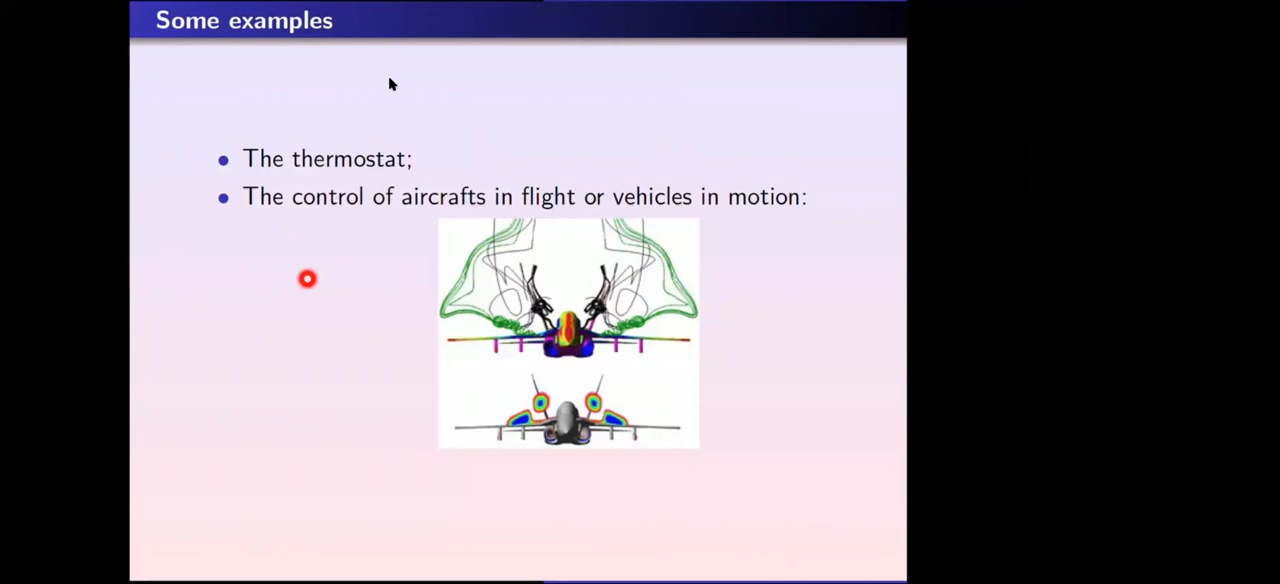 Some examples
The thermostat;
The control of aircrafts in flight or vehicles in motion: